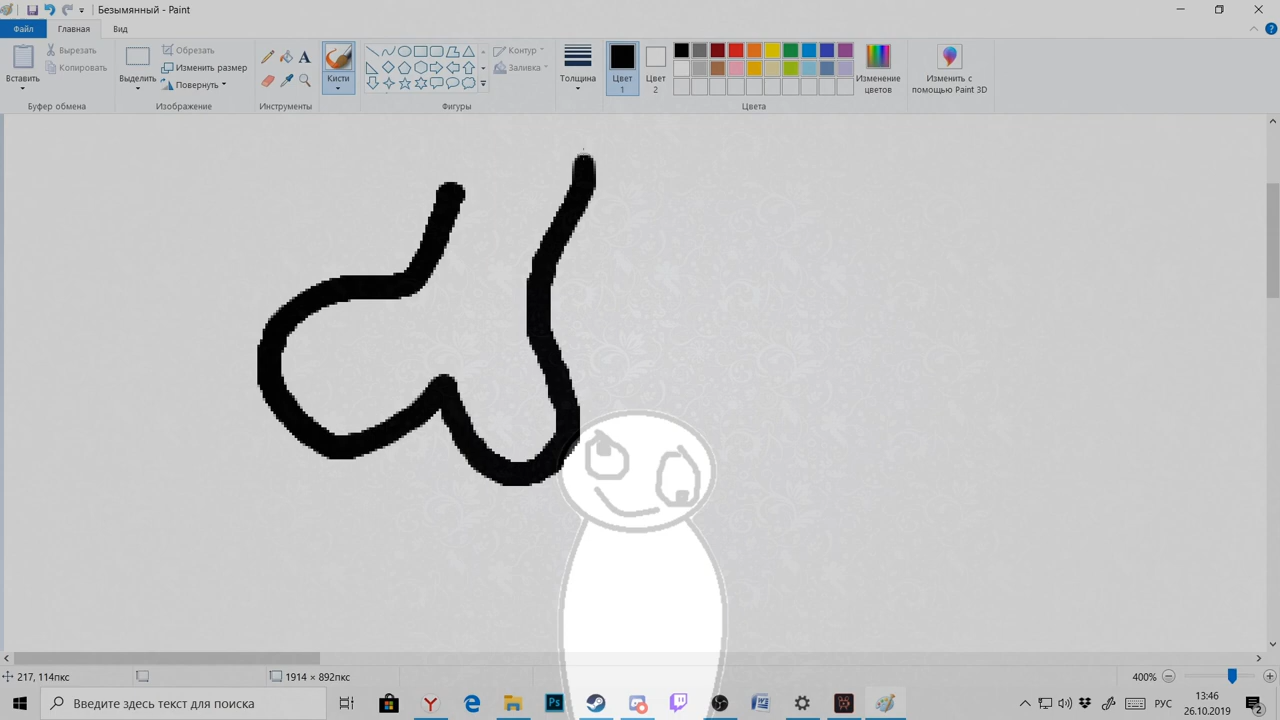 Безымянный - Paint
Файл Главная Вид
Вставить
Вырезать
Копировать
Буфер обмена
Выделить
Обрезать
Изменить размер
Повернуть
Изображение
A
Инструменты
Кисти
Контур
Заливка
Фигуры
Толщина
Цвет 1
Цвет 2
Изменение цветов
Цвета
Изменить с помощью Paint 3D
217, 114пкс
1914 × 892пкс
400%
Введите здесь текст для поиска
Ps
РУС
13:46
26.10.2019
2